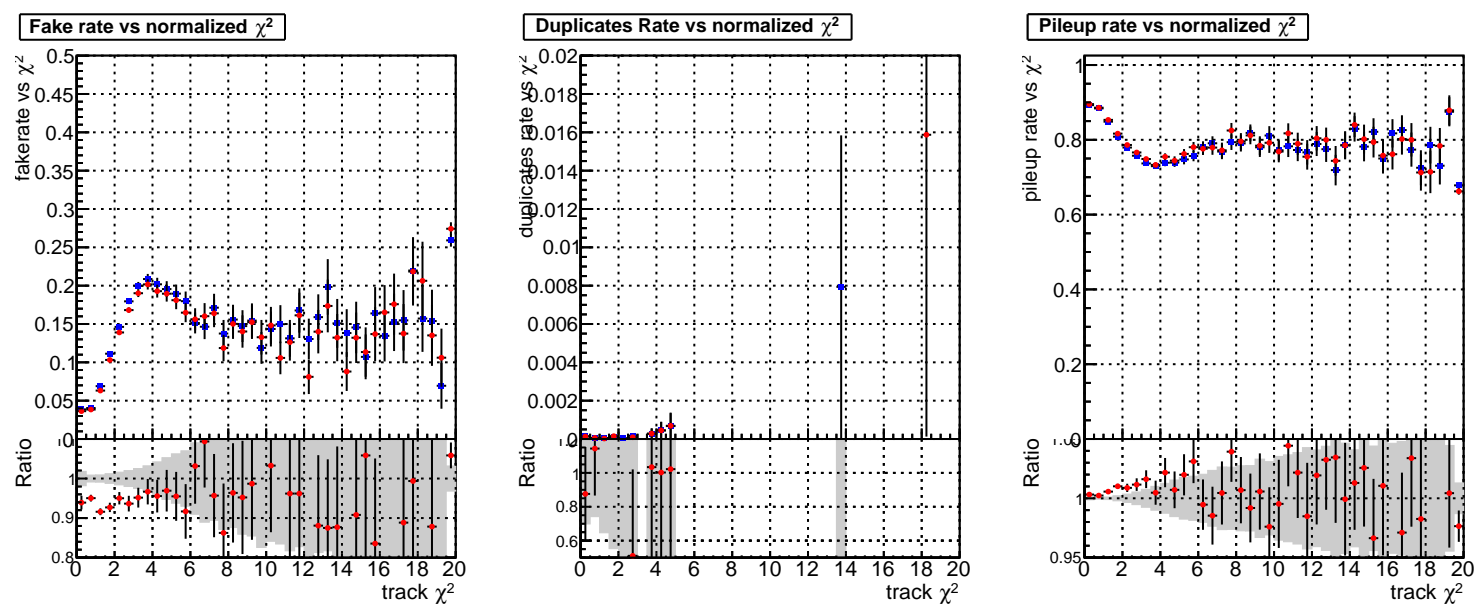 Fake rate vs normalized χ²
fakerate vs χ²
0.5
0.45
0.4
0.35
0.3
0.25
0.2
0.15
0.1
0.05
0
Ratio
1
0.9
0.8
0 2 4 6 8 10 12 14 16 18 20
track χ²
Duplicates Rate vs normalized χ²
duplicates rate vs χ²
0.02
0.018
0.016
0.014
0.012
0.01
0.008
0.006
0.004
0.002
0
Ratio
1
0.8
0.6
0 2 4 6 8 10 12 14 16 18 20
track χ²
Pileup rate vs normalized χ²
pileup rate vs χ²
1
0.8
0.6
0.4
0.2
0
Ratio
1
0.95
0 2 4 6 8 10 12 14 16 18 20
track χ²